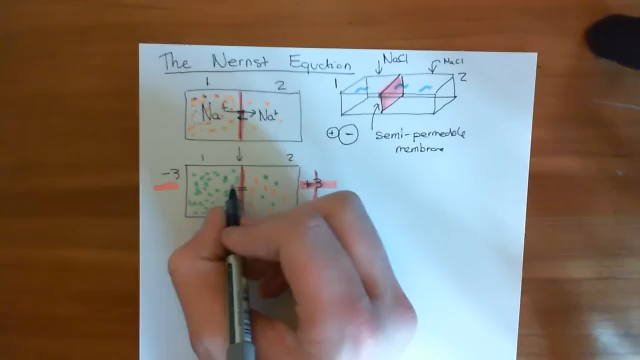 The Nernst Equation
NaCl
NaCl
1
2
1
2
Na+
Na+
+
-
semi-permeable
membrane
1
2
-3
+3